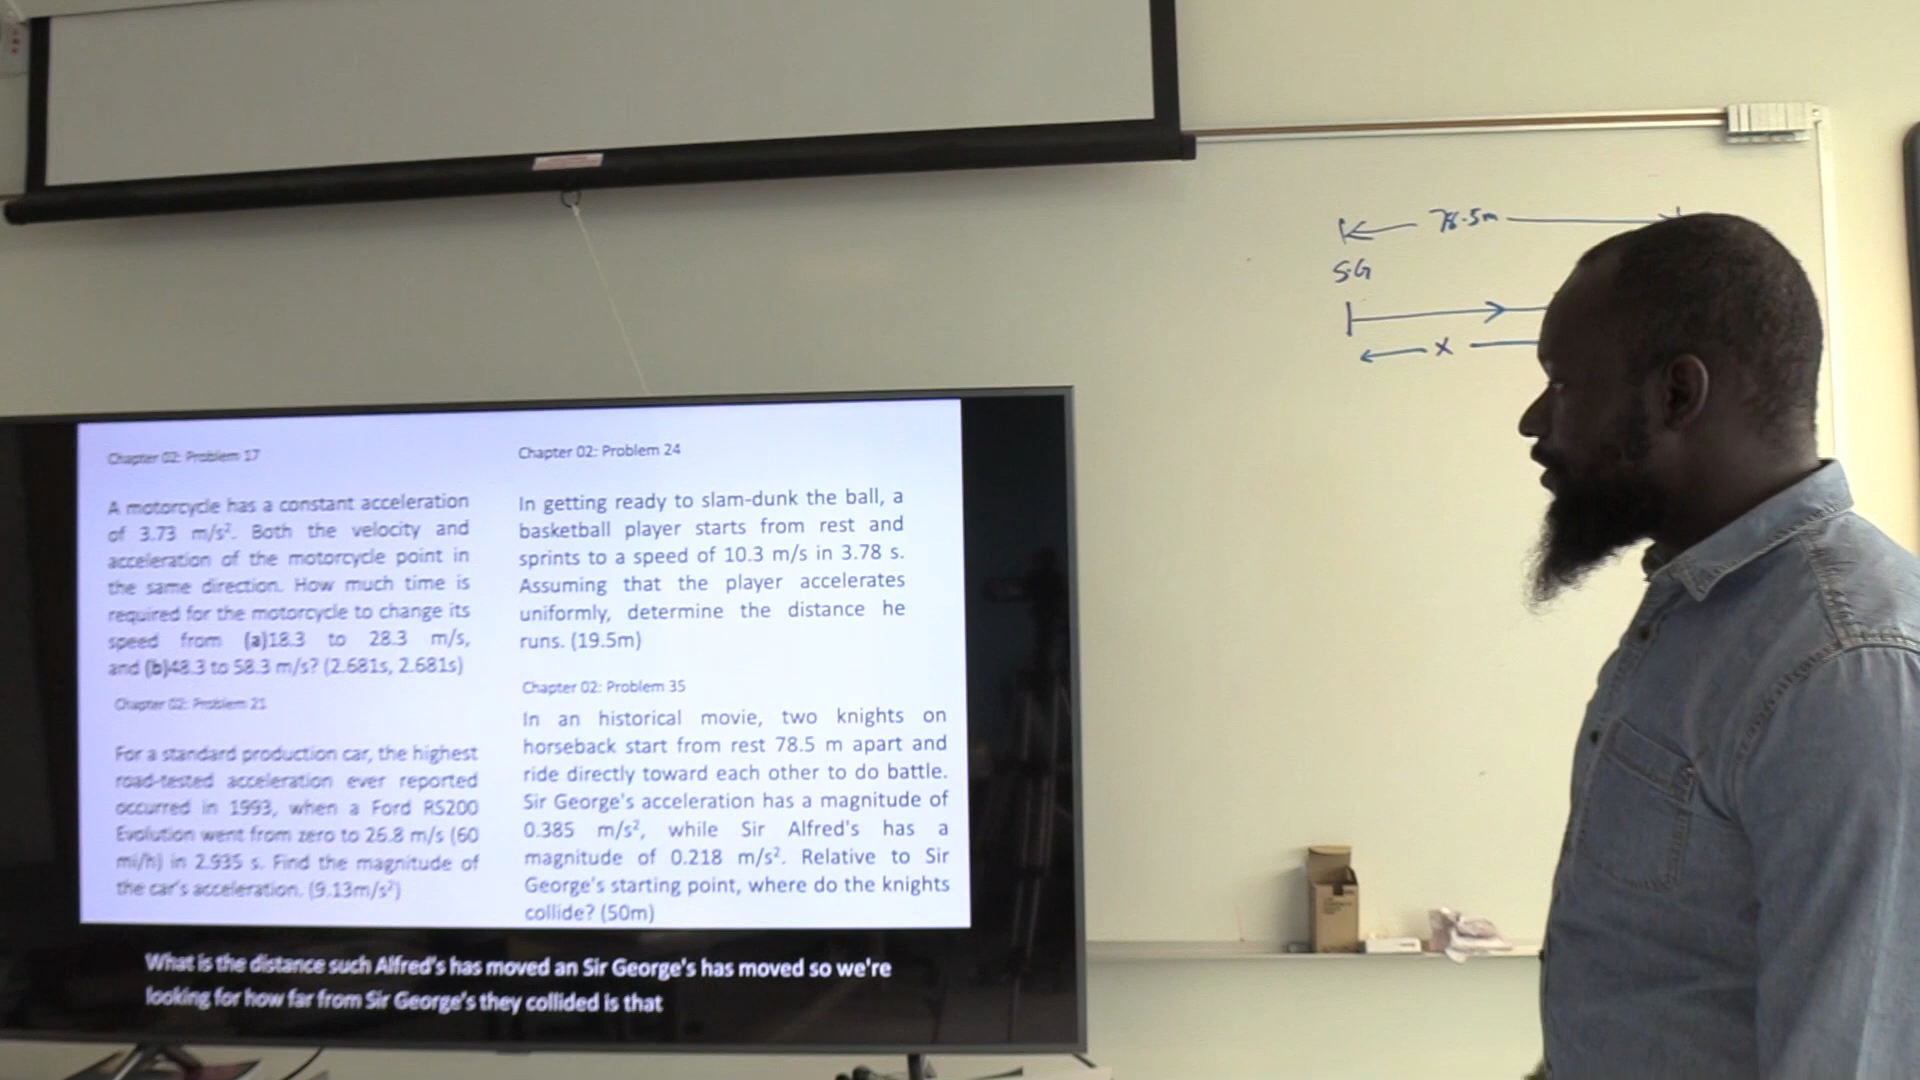 78.5m
S.G
x
Chapter 02: Problem 17
A motorcycle has a constant acceleration
of 3.73 m/s². Both the velocity and
acceleration of the motorcycle point in
the same direction. How much time is
required for the motorcycle to change its
speed from (a)18.3 to 28.3 m/s,
and (b)48.3 to 58.3 m/s? (2.681s, 2.681s)
Chapter 02: Problem 21
For a standard production car, the highest
road-tested acceleration ever reported
occurred in 1993, when a Ford RS200
Evolution went from zero to 26.8 m/s (60
mi/h) in 2.935 s. Find the magnitude of
the car's acceleration. (9.13m/s²)
Chapter 02: Problem 24
In getting ready to slam-dunk the ball, a
basketball player starts from rest and
sprints to a speed of 10.3 m/s in 3.78 s.
Assuming that the player accelerates
uniformly, determine the distance he
runs. (19.5m)
Chapter 02: Problem 35
In an historical movie, two knights on
horseback start from rest 78.5 m apart and
ride directly toward each other to do battle.
Sir George's acceleration has a magnitude of
0.385 m/s², while Sir Alfred's has a
magnitude of 0.218 m/s². Relative to Sir
George's starting point, where do the knights
collide? (50m)
What is the distance such Alfred's has moved an Sir George's has moved so we're
looking for how far from Sir George's they collided is that